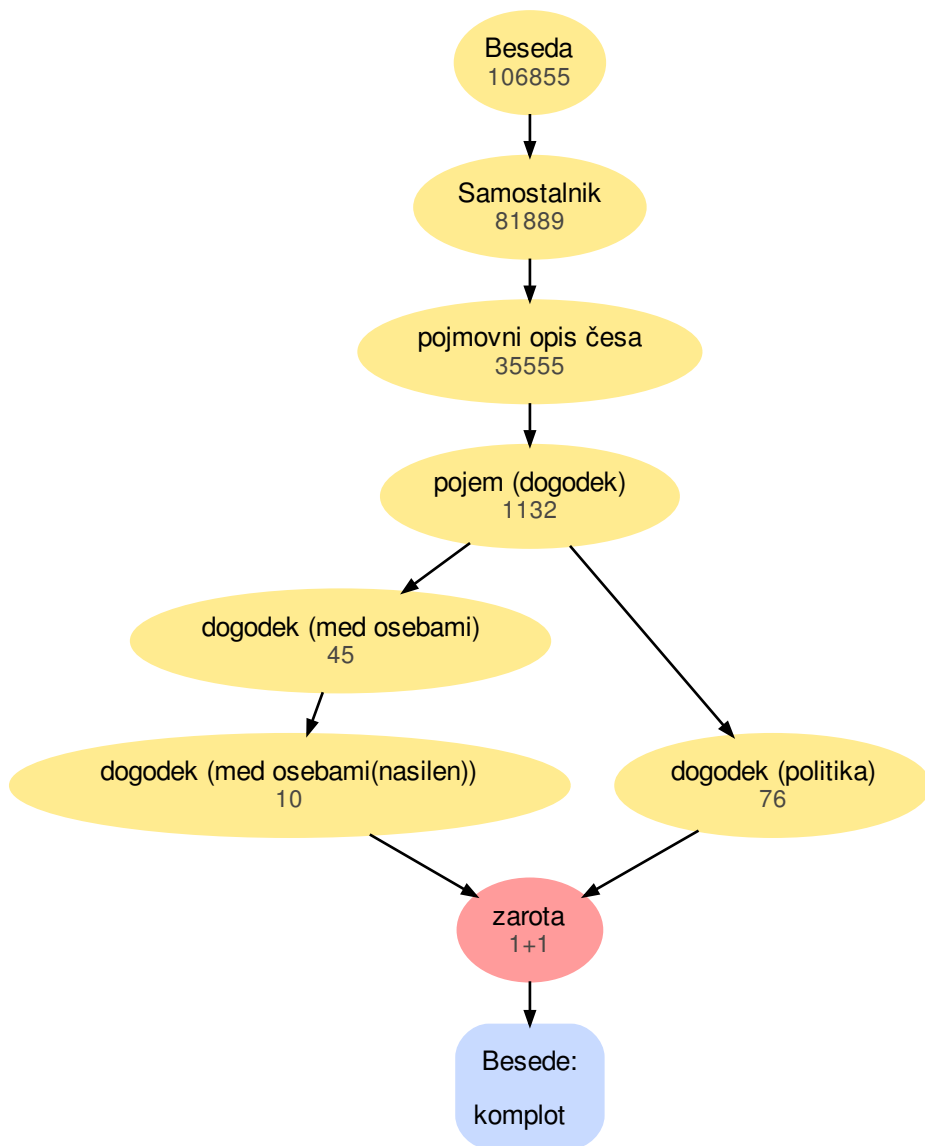 Beseda
106855
Samostalnik
81889
pojmovni opis česa
35555
pojem (dogodek)
1132
dogodek (med osebami)
45
dogodek (med osebami(nasilen))
10
dogodek (politika)
76
zarota
1+1
Besede:
komplot